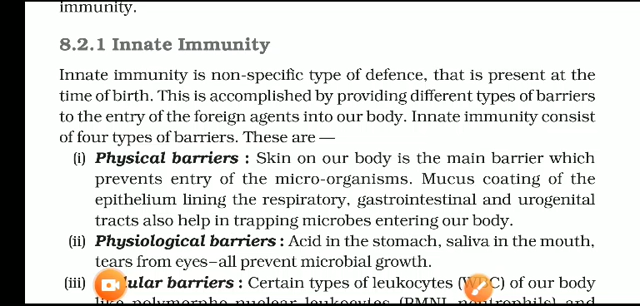 immunity.
8.2.1 Innate Immunity
Innate immunity is non-specific type of defence, that is present at the
time of birth. This is accomplished by providing different types of barriers
to the entry of the foreign agents into our body. Innate immunity consist
of four types of barriers. These are —
(i) Physical barriers : Skin on our body is the main barrier which
prevents entry of the micro-organisms. Mucus coating of the
epithelium lining the respiratory, gastrointestinal and urogenital
tracts also help in trapping microbes entering our body.
(ii) Physiological barriers : Acid in the stomach, saliva in the mouth,
tears from eyes–all prevent microbial growth.
(iii) barriers : Certain types of leukocytes of our body
like polymorpho-nuclear leukocytes (PMNL and